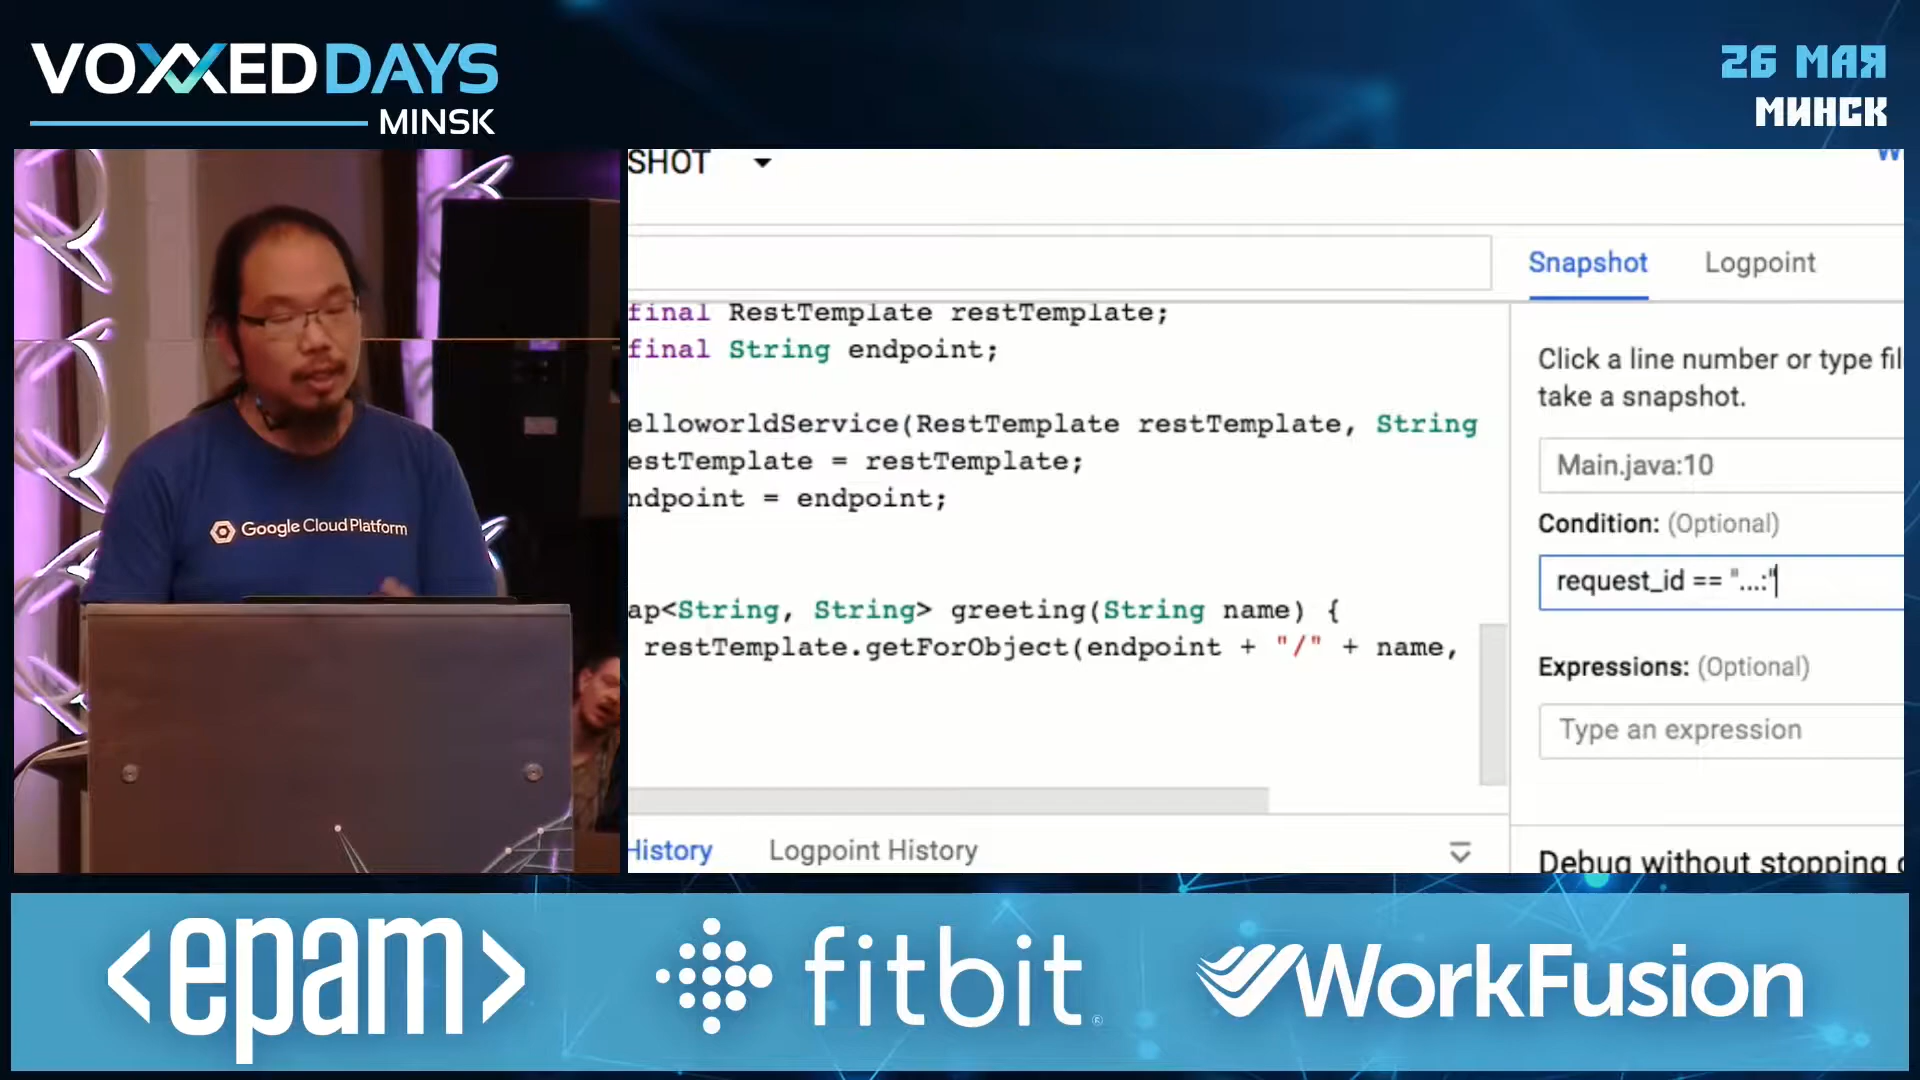 VOXXED DAYS
MINSK
26 МАЯ
МИНСК
Google Cloud Platform
SHOT
Snapshot
Logpoint
final RestTemplate restTemplate;
final String endpoint;
elloworldService(RestTemplate restTemplate, String
estTemplate = restTemplate;
ndpoint = endpoint;
ap<String, String> greeting(String name) {
restTemplate.getForObject(endpoint + "/" + name,
Click a line number or type fil
take a snapshot.
Main.java:10
Condition: (Optional)
request_id == "...:"
Expressions: (Optional)
Type an expression
History
Logpoint History
Debug without stopping
<epam>
fitbit
WorkFusion